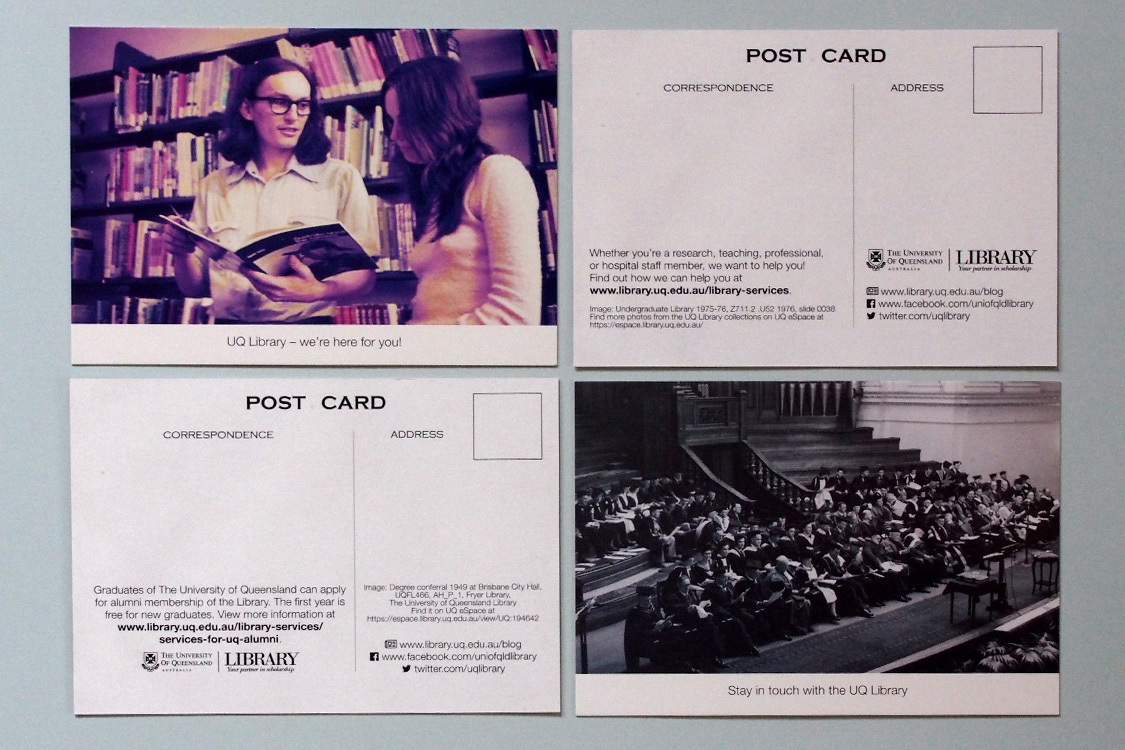 UQ Library – we're here for you!
POST CARD
CORRESPONDENCE
ADDRESS
Whether you're a research, teaching, professional,
or hospital staff member, we want to help you!
Find out how we can help you at
www.library.uq.edu.au/library-services.
Image: Undergraduate Library 1975-76, Z711.2 .U52 1976, slide 0038
Find more photos from the UQ Library collections on UQ eSpace at
https://espace.library.uq.edu.au/
THE UNIVERSITY
OF QUEENSLAND
AUSTRALIA
LIBRARY
Your partner in scholarship
www.library.uq.edu.au/blog
www.facebook.com/uniofqldlibrary
twitter.com/uqlibrary
POST CARD
CORRESPONDENCE
ADDRESS
Graduates of The University of Queensland can apply
for alumni membership of the Library. The first year is
free for new graduates. View more information at
www.library.uq.edu.au/library-services/
services-for-uq-alumni.
THE UNIVERSITY
OF QUEENSLAND
AUSTRALIA
LIBRARY
Your partner in scholarship
Image: Degree conferral 1949 at Brisbane City Hall,
UQFL466, AH_P_1, Fryer Library,
The University of Queensland Library
Find it on UQ eSpace at
https://espace.library.uq.edu.au/view/UQ:194642
www.library.uq.edu.au/blog
www.facebook.com/uniofqldlibrary
twitter.com/uqlibrary
Stay in touch with the UQ Library